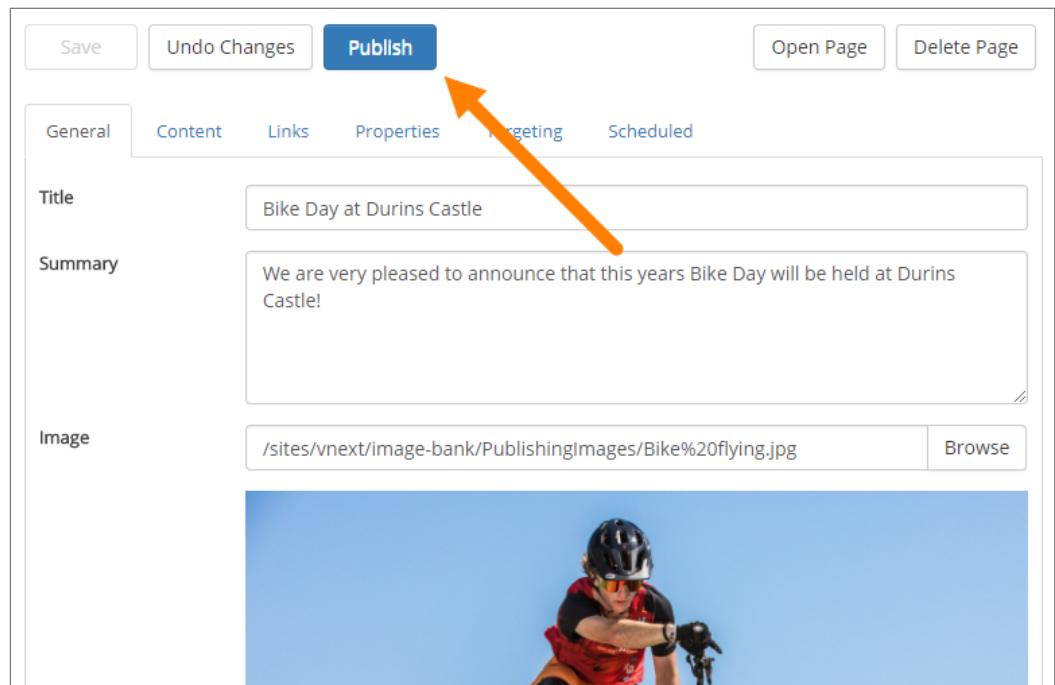 Save Undo Changes Publish Open Page Delete Page
General Content Links Properties Targeting Scheduled
Title
Bike Day at Durins Castle
Summary
We are very pleased to announce that this years Bike Day will be held at Durins
Castle!
Image
/sites/vnext/image-bank/PublishingImages/Bike%20flying.jpg Browse